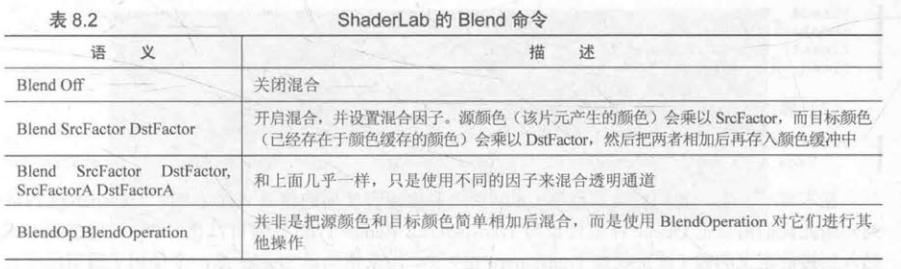 表 8.2 ShaderLab 的 Blend 命令
语 义 描 述
Blend Off 关闭混合
Blend SrcFactor DstFactor 开启混合，并设置混合因子。源颜色（该片元产生的颜色）会乘以 SrcFactor，而目标颜色
（已经存在于颜色缓存的颜色）会乘以 DstFactor，然后把两者相加后再存入颜色缓冲中
Blend SrcFactor DstFactor,
SrcFactorA DstFactorA 和上面几乎一样，只是使用不同的因子来混合透明通道
BlendOp BlendOperation 并非是把源颜色和目标颜色简单相加后混合，而是使用 BlendOperation 对它们进行其
他操作